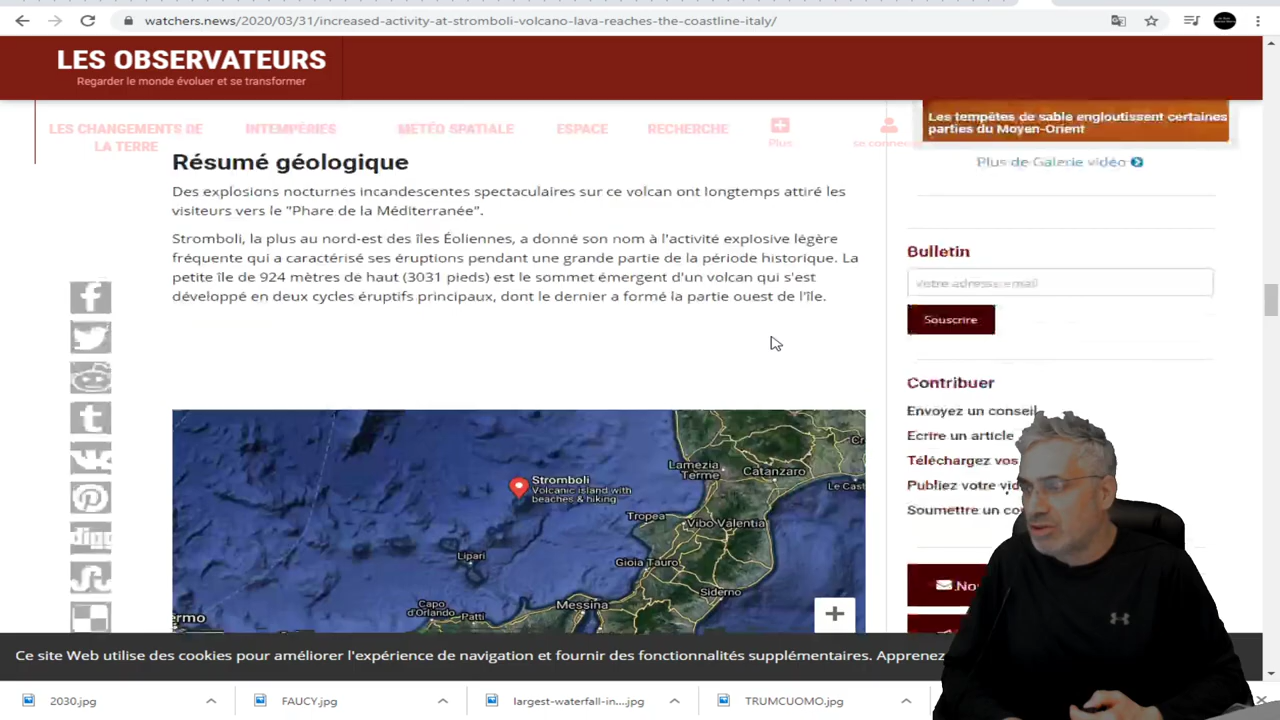 watchers.news/2020/03/31/increased-activity-at-stromboli-volcano-lava-reaches-the-coastline-italy/
LES OBSERVATEURS
Regarder le monde évoluer et se transformer
LES CHANGEMENTS DE
LA TERRE
INTEMPÉRIES
METÉO SPATIALE
ESPACE
RECHERCHE
Plus
se conne
Résumé géologique
Des explosions nocturnes incandescentes spectaculaires sur ce volcan ont longtemps attiré les
visiteurs vers le "Phare de la Méditerranée".
Stromboli, la plus au nord-est des îles Éoliennes, a donné son nom à l'activité explosive légère
fréquente qui a caractérisé ses éruptions pendant une grande partie de la période historique. La
petite île de 924 mètres de haut (3031 pieds) est le sommet émergent d'un volcan qui s'est
développé en deux cycles éruptifs principaux, dont le dernier a formé la partie ouest de l'île.
digg
Stromboli
Volcanic island with
beaches & hiking
Lamezia
Terme
Catanzaro
Cr
Le Cast
Tropea
Vibo Valentia
Lipari
Gioia Tauro
Siderno
Capo
d'Orlando
Patti
Messina
ermo
+
Les tempêtes de sable engloutissent certaines
parties du Moyen-Orient
Plus de Galerie vidéo
Bulletin
Votre adresse e-mail
Souscrire
Contribuer
Envoyez un conseil
Ecrire un article
Téléchargez vos
Publiez votre vid
Soumettre un co
Nou
Ce site Web utilise des cookies pour améliorer l'expérience de navigation et fournir des fonctionnalités supplémentaires. Apprenez
2030.jpg
FAUCY.jpg
largest-waterfall-in....jpg
TRUMCUOMO.jpg